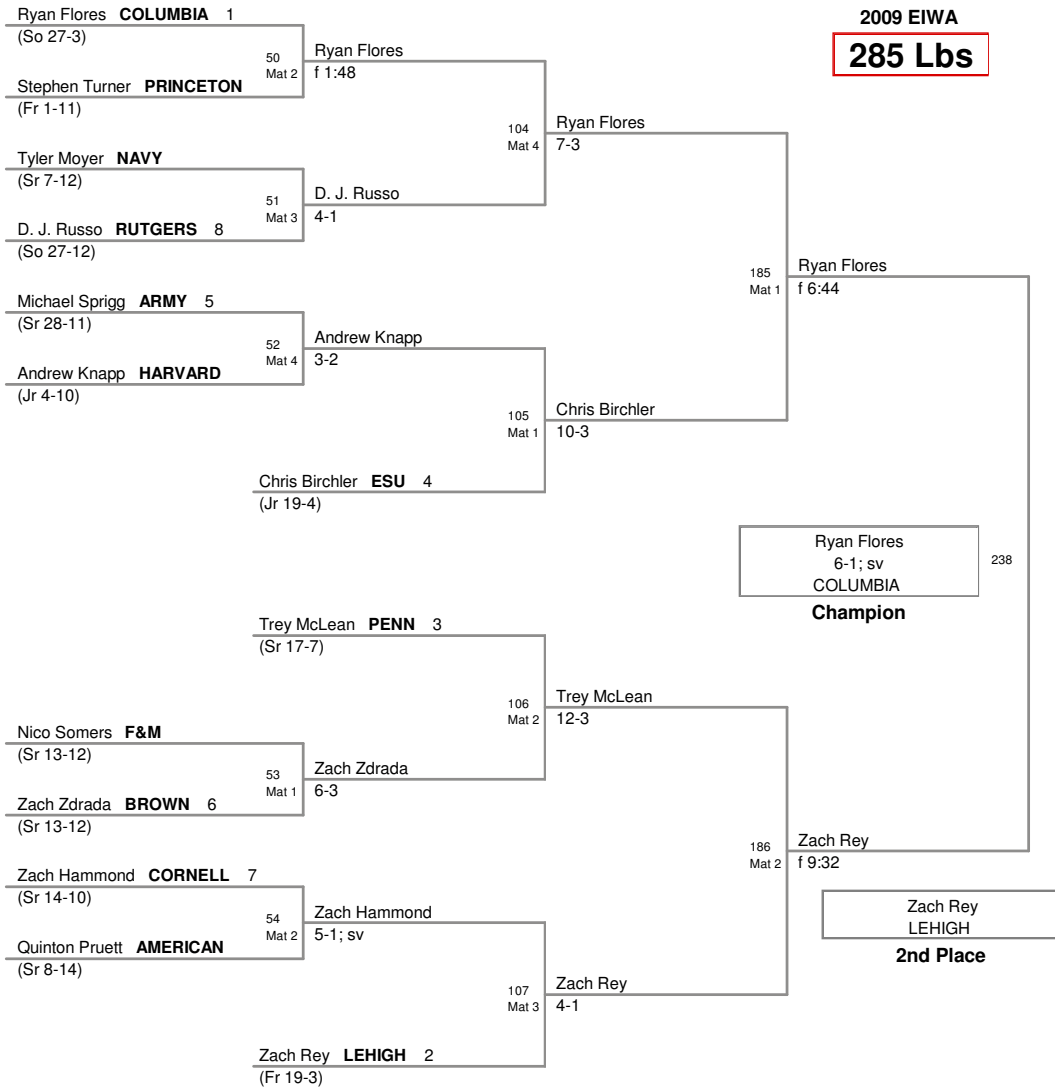 2009 EIWA
285 Lbs
Ryan Flores COLUMBIA 1
(So 27-3)
50
Mat 2
Ryan Flores
f 1:48
Stephen Turner PRINCETON
(Fr 1-11)
104
Mat 4
Ryan Flores
7-3
Tyler Moyer NAVY
(Sr 7-12)
51
Mat 3
D. J. Russo
4-1
D. J. Russo RUTGERS 8
(So 27-12)
185
Mat 1
Ryan Flores
f 6:44
Michael Sprigg ARMY 5
(Sr 28-11)
52
Mat 4
Andrew Knapp
3-2
Andrew Knapp HARVARD
(Jr 4-10)
105
Mat 1
Chris Birchler
10-3
Chris Birchler ESU 4
(Jr 19-4)
Ryan Flores
6-1; sv
COLUMBIA
238
Champion
Trey McLean PENN 3
(Sr 17-7)
106
Mat 2
Trey McLean
12-3
Nico Somers F&M
(Sr 13-12)
53
Mat 1
Zach Zdrada
6-3
Zach Zdrada BROWN 6
(Sr 13-12)
186
Mat 2
Zach Rey
f 9:32
Zach Hammond CORNELL 7
(Sr 14-10)
54
Mat 2
Zach Hammond
5-1; sv
Quinton Pruett AMERICAN
(Sr 8-14)
Zach Rey
LEHIGH
2nd Place
107
Mat 3
Zach Rey
4-1
Zach Rey LEHIGH 2
(Fr 19-3)